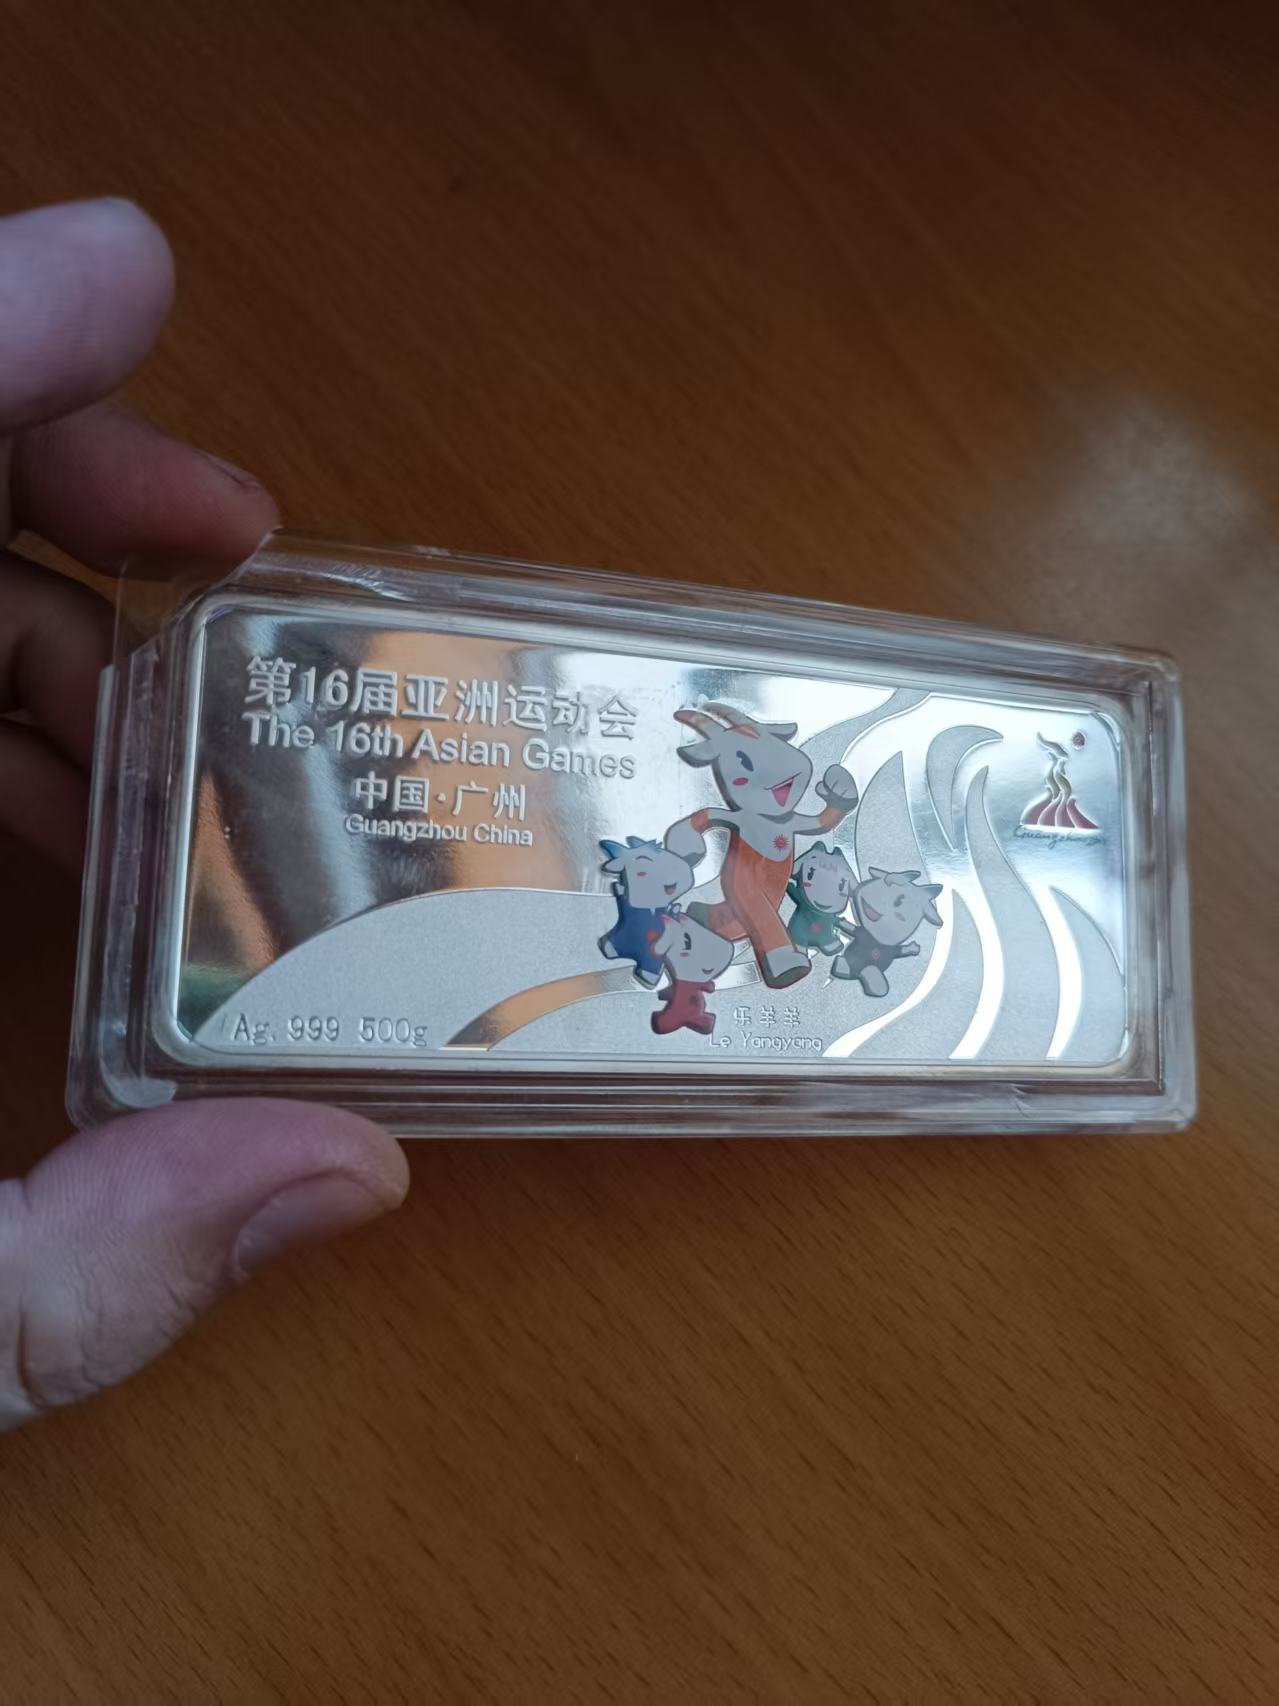 第16届亚洲运动会
The 16th Asian Games
中国·广州
Guangzhou China
Guangzhou
Ag. 999 500g
乐羊羊
Le Yangyang